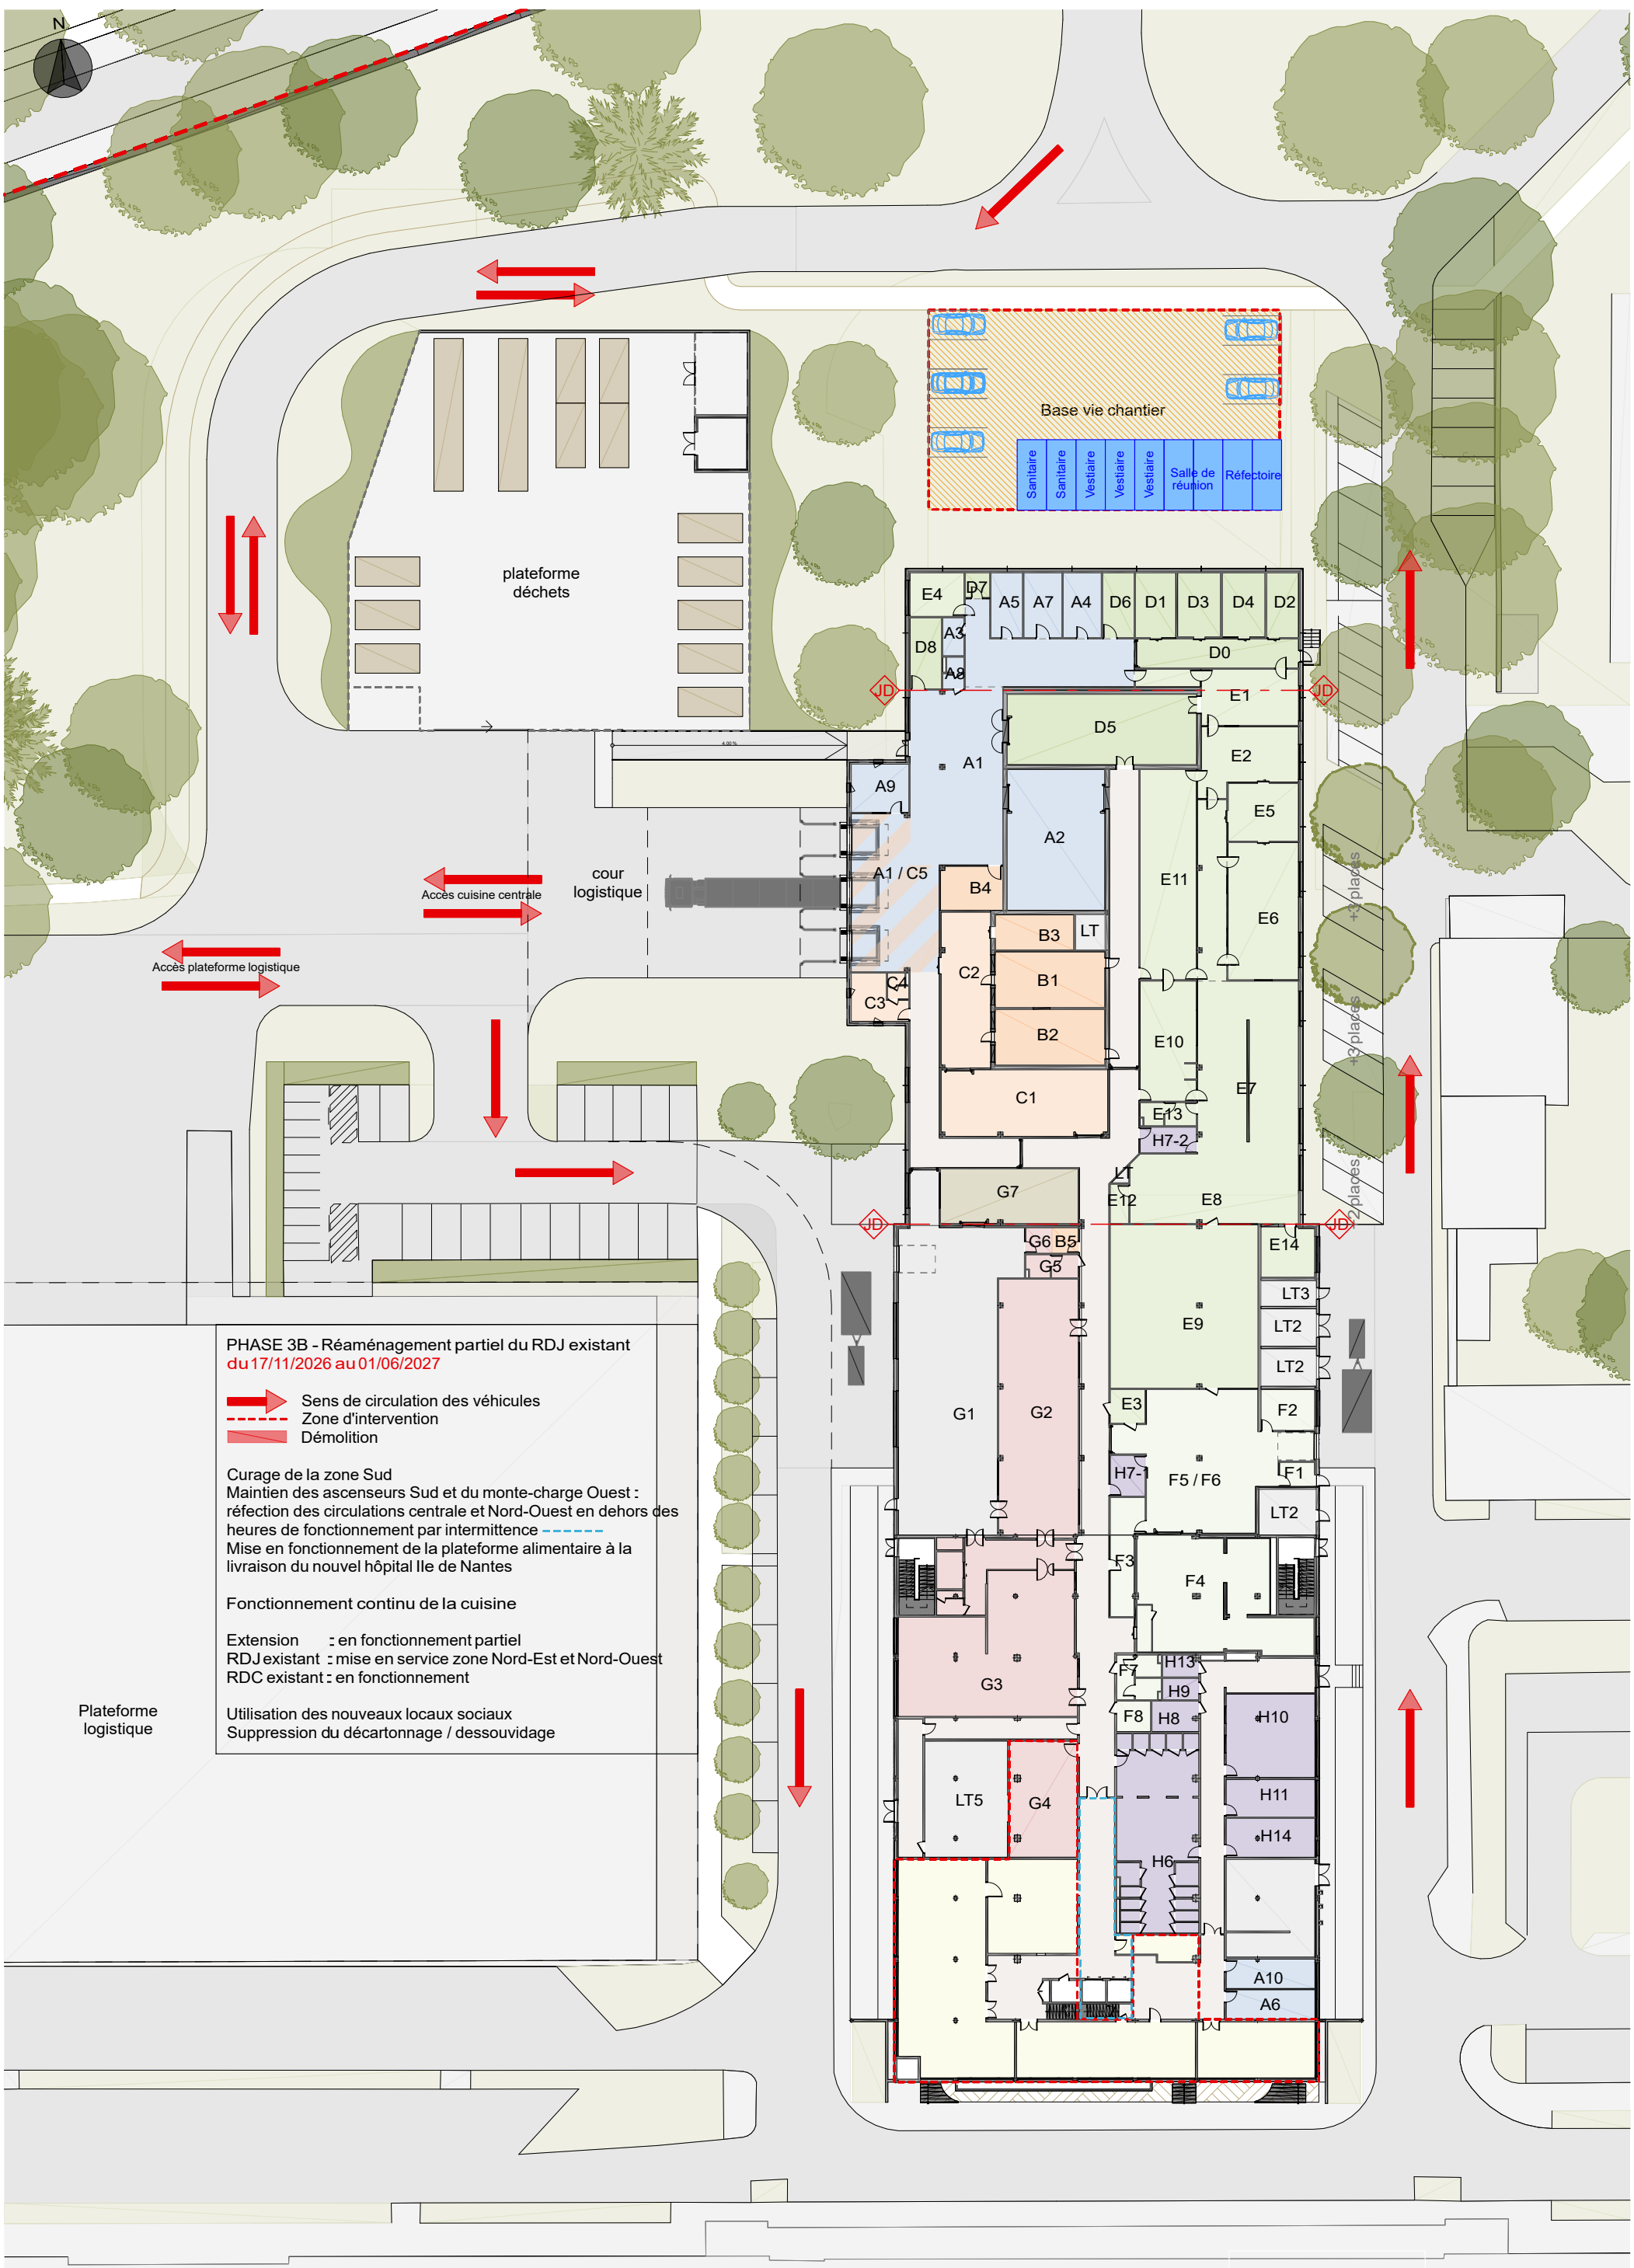 N
Base vie chantier
Sanitaire
Sanitaire
Vestiaire
Vestiaire
Vestiaire
Salle de
réunion
Réfectoire
plateforme
déchets
E4
D7
A5
A7
A4
D6
D1
D3
D4
D2
A3
D8
D0
A8
JD
JD
E1
D5
4.00 %
E2
A1
A9
E5
A2
A1 / C5
B4
E11
cour
logistique
Accès cuisine centrale
E6
+3 places
B3
LT
Accès plateforme logistique
C2
B1
C4
C3
B2
E10
+3 places
E7
C1
E13
H7-2
LT
G7
E12
E8
+2 places
JD
JD
G6
B5
E14
G5
LT3
E9
LT2
LT2
PHASE 3B - Réaménagement partiel du RDJ existant
du 17/11/2026 au 01/06/2027
Sens de circulation des véhicules
Zone d'intervention
Démolition
Curage de la zone Sud
Maintien des ascenseurs Sud et du monte-charge Ouest :
réfection des circulations centrale et Nord-Ouest en dehors des
heures de fonctionnement par intermittence
Mise en fonctionnement de la plateforme alimentaire à la
livraison du nouvel hôpital Ile de Nantes
Fonctionnement continu de la cuisine
Extension : en fonctionnement partiel
RDJ existant : mise en service zone Nord-Est et Nord-Ouest
RDC existant : en fonctionnement
Utilisation des nouveaux locaux sociaux
Suppression du décartonnage / dessouvidage
Plateforme
logistique
E3
F2
G1
G2
H7-1
F5 / F6
F1
LT2
F3
F4
F7
H13
G3
H9
F8
H8
H10
LT5
G4
H11
H14
H6
A10
A6